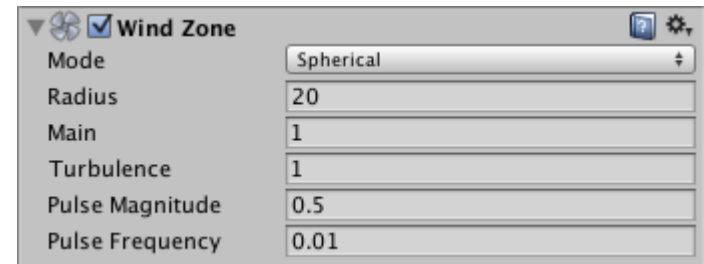 Wind Zone
Mode Spherical
Radius 20
Main 1
Turbulence 1
Pulse Magnitude 0.5
Pulse Frequency 0.01